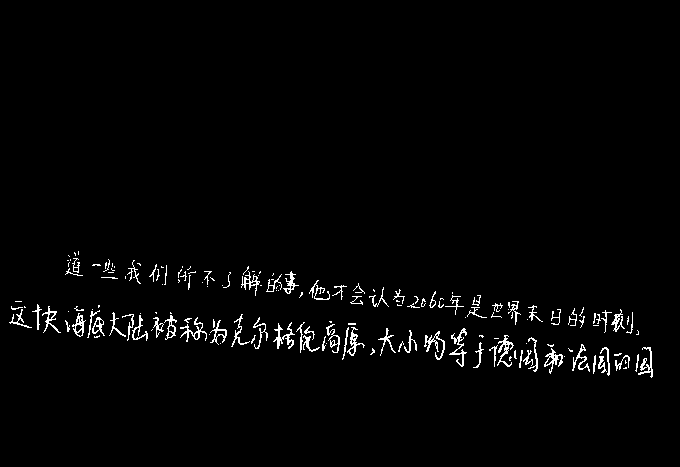 道一些我们所不了解的事,他才会认为2060年是世界末日的时刻。
这块海底大陆被称为克尔格伦高原,大小约等于德国和法国的国